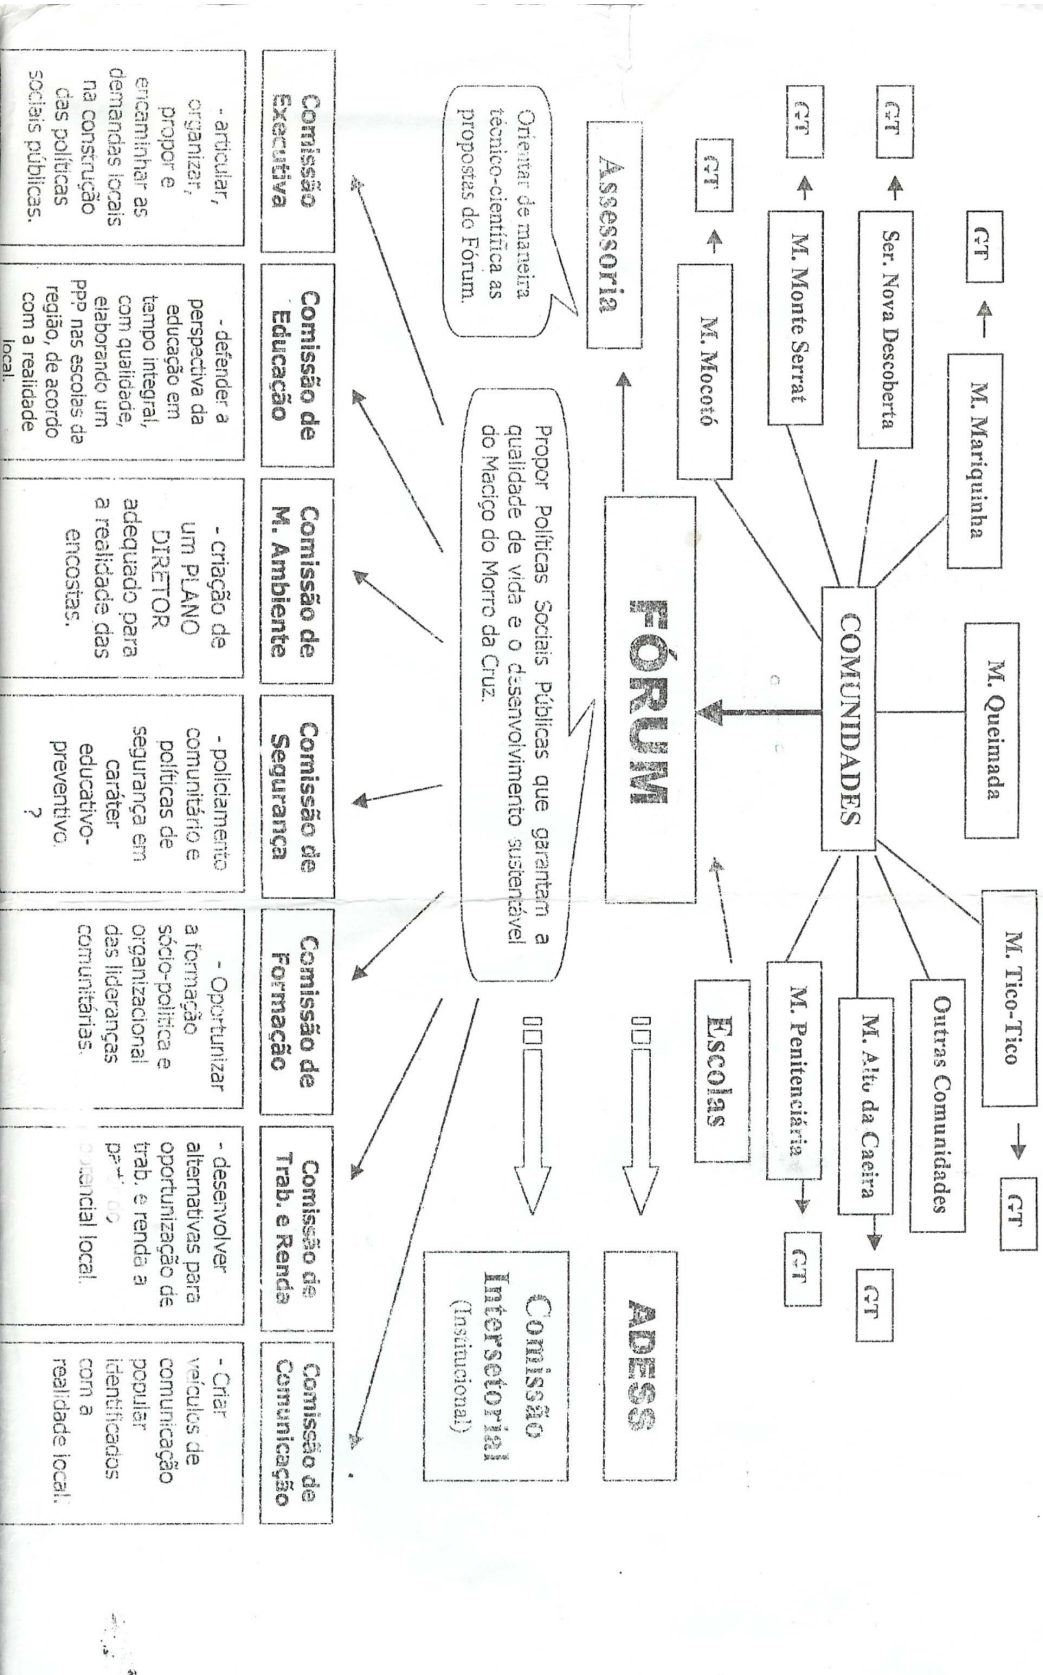 M. Queimada
M. Mariquinha
GT
M. Tico-Tico
GT
Ser. Nova Descoberta
GT
Outras Comunidades
M. Monte Serrat
GT
COMUNIDADES
M. Alto da Caeira
GT
M. Mocotó
GT
M. Penitenciária
GT
Assessoria
FÓRUM
Escolas
Orientar de maneira
técnico-científica as
propostas do Fórum.
Propor Políticas Sociais Públicas que garantam a
qualidade de vida e o desenvolvimento sustentável
do Maciço do Morro da Cruz.
ADESS
Comissão
Intersetorial
(Institucional)
Comissão
Executiva
- articular,
organizar,
propor e
encaminhar as
demandas locais
na construção
das políticas
sociais públicas.
Comissão de
Educação
- defender a
perspectiva da
educação em
tempo integral,
com qualidade,
elaborando um
PPP nas escolas da
região, de acordo
com a realidade
local.
Comissão de
M. Ambiente
- criação de
um PLANO
DIRETOR
adequado para
a realidade das
encostas.
Comissão de
Segurança
- policiamento
comunitário e
políticas de
segurança em
caráter
educativo-
preventivo.
?
Comissão de
Formação
- Oportunizar
a formação
sócio-política e
organizacional
das lideranças
comunitárias.
Comissão de
Trab. e Renda
- desenvolver
alternativas para
oportunização de
trab. e renda a
local.
Comissão de
Comunicação
- Criar
veículos de
comunicação
popular
identificados
com a
realidade local.